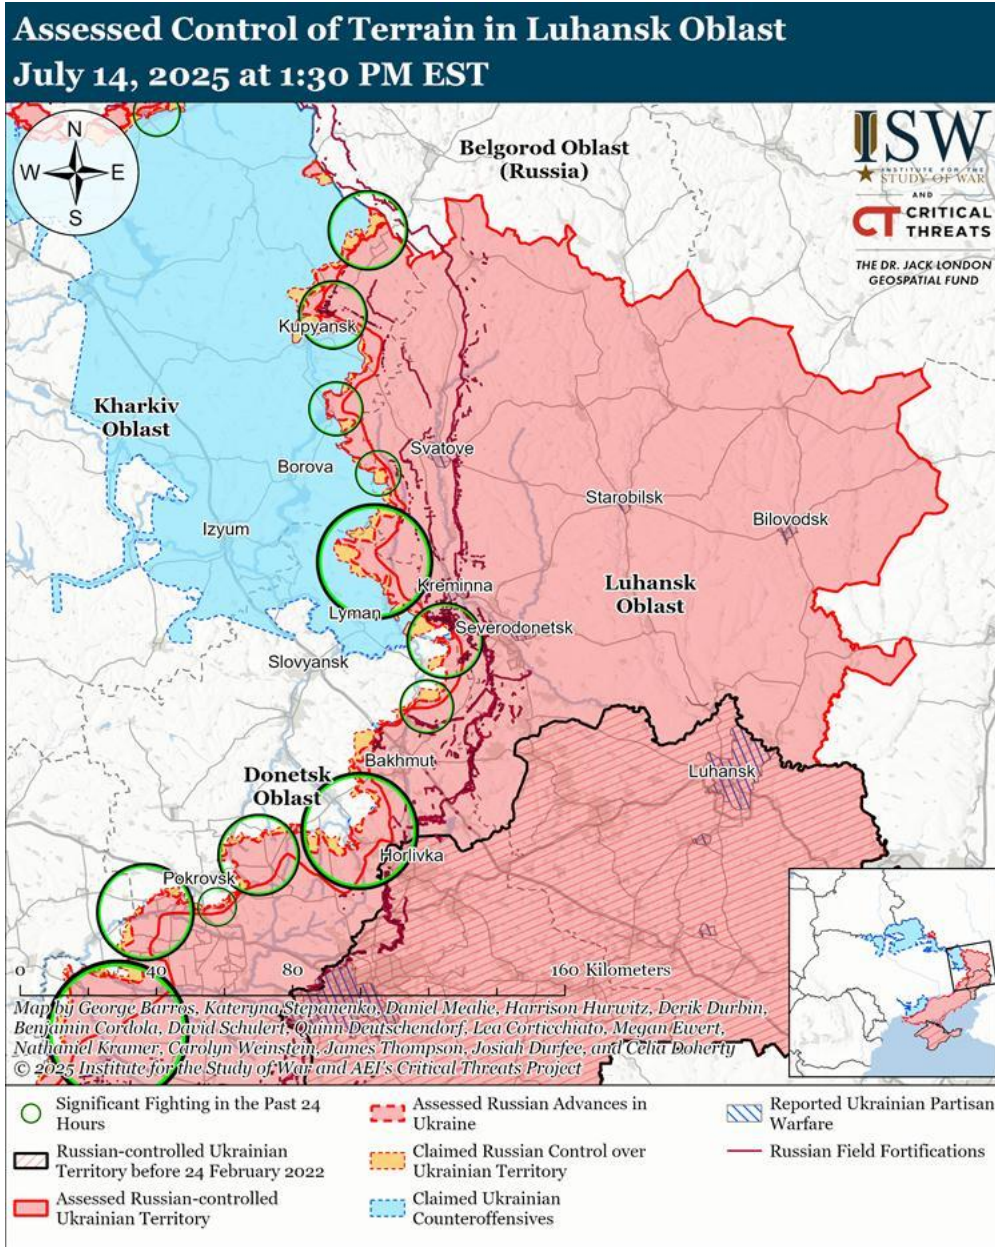 Assessed Control of Terrain in Luhansk Oblast
July 14, 2025 at 1:30 PM EST
N
W
E
S
Belgorod Oblast
(Russia)
ISW
INSTITUTE FOR THE
STUDY OF WAR
AND
CT CRITICAL
THREATS
THE DR. JACK LONDON
GEOSPATIAL FUND
Kupyansk
Kharkiv
Oblast
Svatove
Borova
Starobilsk
Bilovodsk
Izyum
Kreminna
Luhansk
Oblast
Lyman
Severodonetsk
Slovyansk
Bakhmut
Luhansk
Donetsk
Oblast
Horlivka
Pokrovsk
0 40 80 160 Kilometers
Map by George Barros, Kateryna Stepanenko, Daniel Mealie, Harrison Hurwitz, Derik Durbin,
Benjamin Cordola, David Schulert, Quinn Deutschendorf, Lea Corticchiato, Megan Ewert,
Nathaniel Kramer, Carolyn Weinstein, James Thompson, Josiah Durfee, and Celia Doherty
© 2025 Institute for the Study of War and AEI's Critical Threats Project
Significant Fighting in the Past 24
Hours
Russian-controlled Ukrainian
Territory before 24 February 2022
Assessed Russian-controlled
Ukrainian Territory
Assessed Russian Advances in
Ukraine
Claimed Russian Control over
Ukrainian Territory
Claimed Ukrainian
Counteroffensives
Reported Ukrainian Partisan
Warfare
Russian Field Fortifications